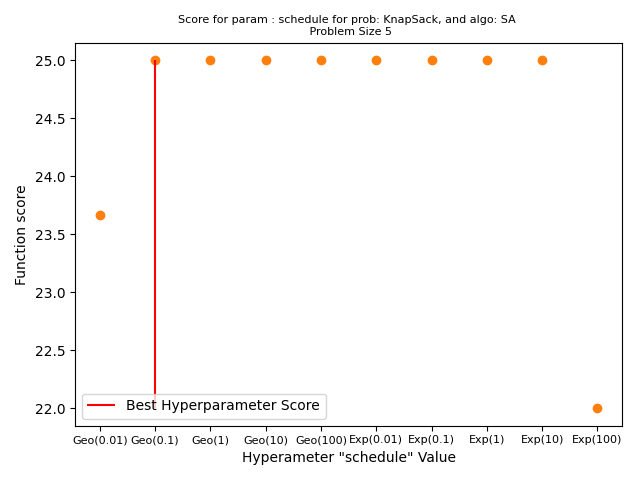 Score for param : schedule for prob: KnapSack, and algo: SA
Problem Size 5
Function score
25.0
24.5
24.0
23.5
23.0
22.5
22.0
Best Hyperparameter Score
Geo(0.01) Geo(0.1) Geo(1) Geo(10) Geo(100) Exp(0.01) Exp(0.1) Exp(1) Exp(10) Exp(100)
Hyperameter "schedule" Value